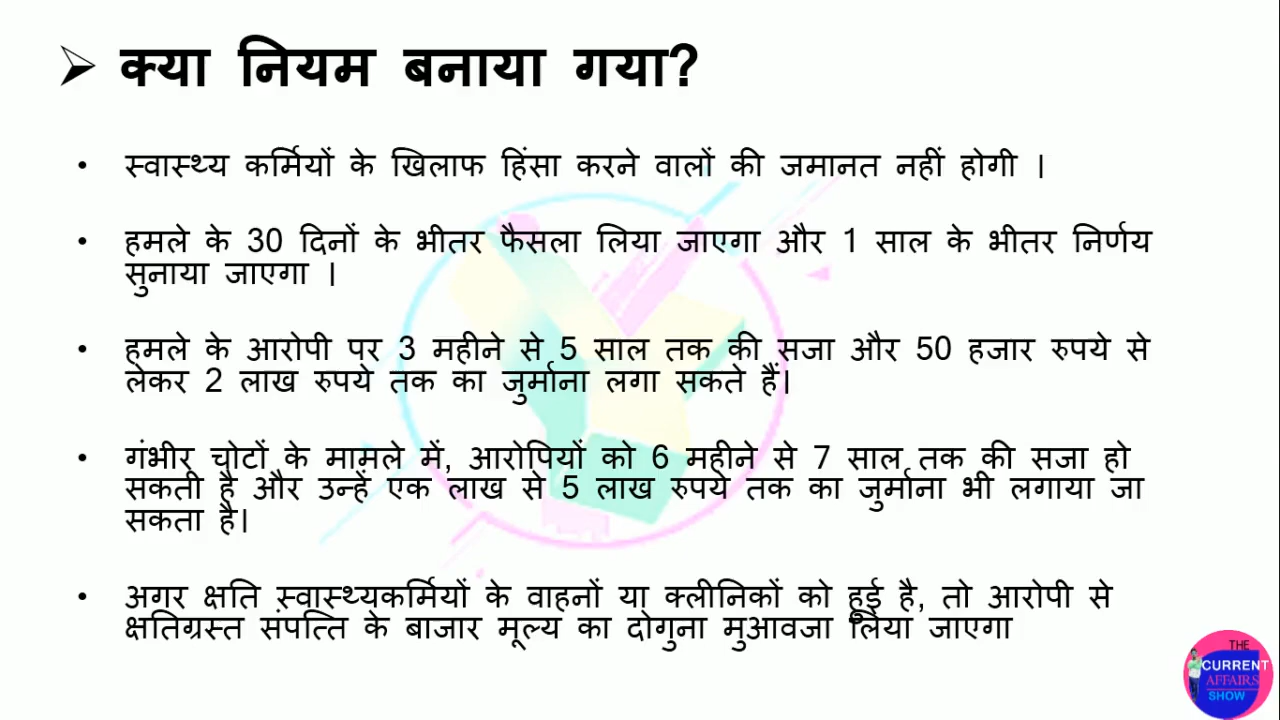 ➢ क्या नियम बनाया गया?
• स्वास्थ्य कर्मियों के खिलाफ हिंसा करने वालों की जमानत नहीं होगी ।
• हमले के 30 दिनों के भीतर फैसला लिया जाएगा और 1 साल के भीतर निर्णय
सुनाया जाएगा ।
• हमले के आरोपी पर 3 महीने से 5 साल तक की सजा और 50 हजार रुपये से
लेकर 2 लाख रुपये तक का जुर्माना लगा सकते हैं।
• गंभीर चोटों के मामले में, आरोपियों को 6 महीने से 7 साल तक की सजा हो
सकती है और उन्हें एक लाख से 5 लाख रुपये तक का जुर्माना भी लगाया जा
सकता है।
• अगर क्षति स्वास्थ्यकर्मियों के वाहनों या क्लीनिकों को हुई है, तो आरोपी से
क्षतिग्रस्त संपत्ति के बाजार मूल्य का दोगुना मुआवजा लिया जाएगा
THE
CURRENT
AFFAIRS
SHOW